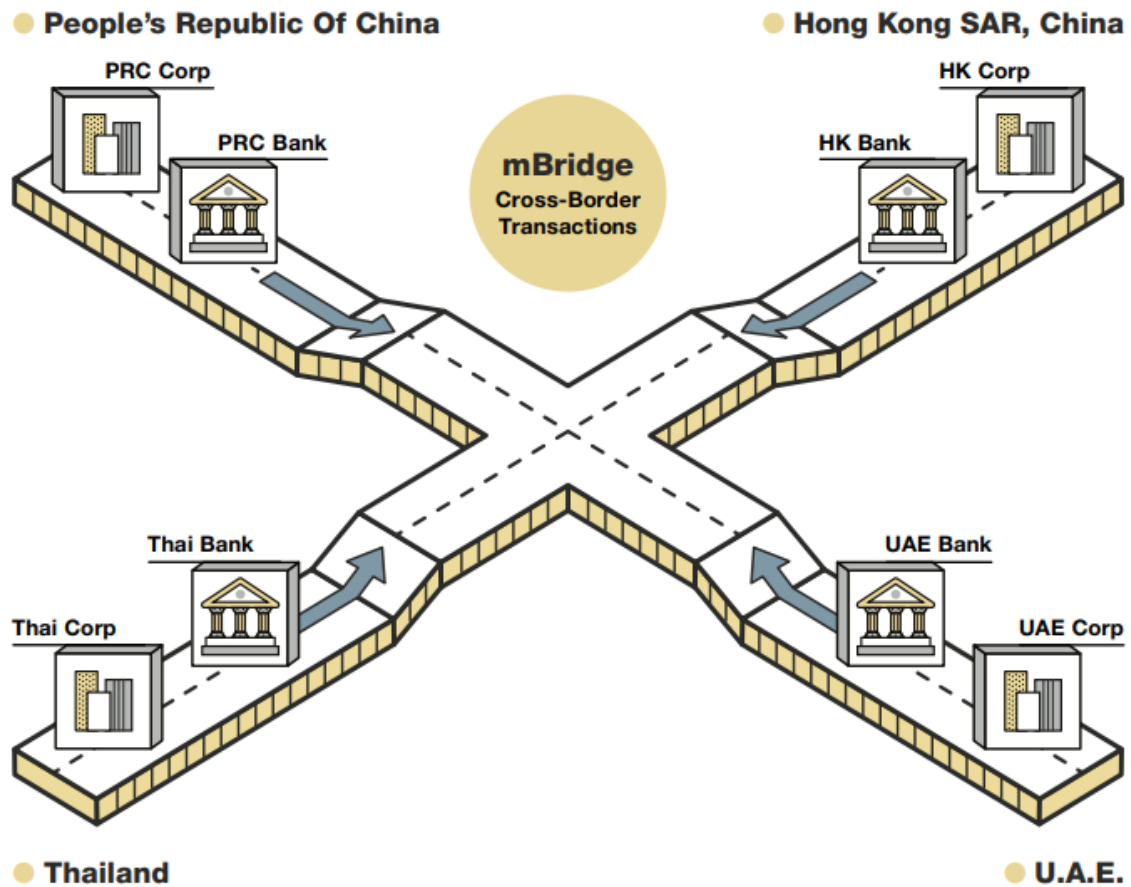 People's Republic Of China
Hong Kong SAR, China
PRC Corp
HK Corp
PRC Bank
HK Bank
mBridge
Cross-Border
Transactions
Thai Bank
UAE Bank
Thai Corp
UAE Corp
Thailand
U.A.E.